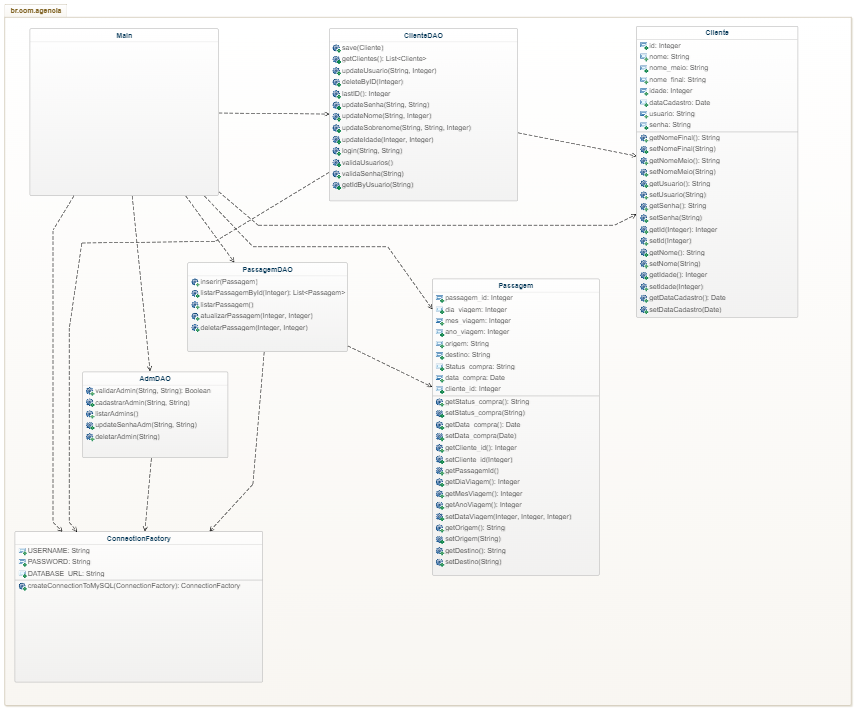 br.com.agencia
Main
ClienteDAO
save(Cliente)
getClientes(): List<Cliente>
updateUsuario(String, Integer)
deleteByID(Integer)
lastID(): Integer
updateSenha(String, String)
updateNome(String, Integer)
updateSobrenome(String, String, Integer)
updateIdade(Integer, Integer)
login(String, String)
validaUsuarios()
validaSenha(String)
getIdByUsuario(String)
Cliente
id: Integer
nome: String
nome_meio: String
nome_final: String
idade: Integer
dataCadastro: Date
usuario: String
senha: String
getNomeFinal(): String
setNomeFinal(String)
getNomeMeio(): String
setNomeMeio(String)
getUsuario(): String
setUsuario(String)
getSenha(): String
setSenha(String)
getId(Integer): Integer
setId(Integer)
getNome(): String
setNome(String)
getIdade(): Integer
setIdade(Integer)
getDataCadastro(): Date
setDataCadastro(Date)
PassagemDAO
inserir(Passagem)
listarPassagemById(Integer): List<Passagem>
listarPassagem()
atualizarPassagem(Integer, Integer)
deletarPassagem(Integer, Integer)
Passagem
passagem_id: Integer
dia_viagem: Integer
mes_viagem: Integer
ano_viagem: Integer
origem: String
destino: String
Status_compra: String
data_compra: Date
cliente_id: Integer
getStatus_compra(): String
setStatus_compra(String)
getData_compra(): Date
setData_compra(Date)
getCliente_id(): Integer
setCliente_id(Integer)
getPassagemId()
getDiaViagem(): Integer
getMesViagem(): Integer
getAnoViagem(): Integer
setDataViagem(Integer, Integer, Integer)
getOrigem(): String
setOrigem(String)
getDestino(): String
setDestino(String)
AdmDAO
validarAdmin(String, String): Boolean
cadastrarAdmin(String, String)
listarAdmins()
updateSenhaAdm(String, String)
deletarAdmin(String)
ConnectionFactory
USERNAME: String
PASSWORD: String
DATABASE_URL: String
createConnectionToMySQL(ConnectionFactory): ConnectionFactory